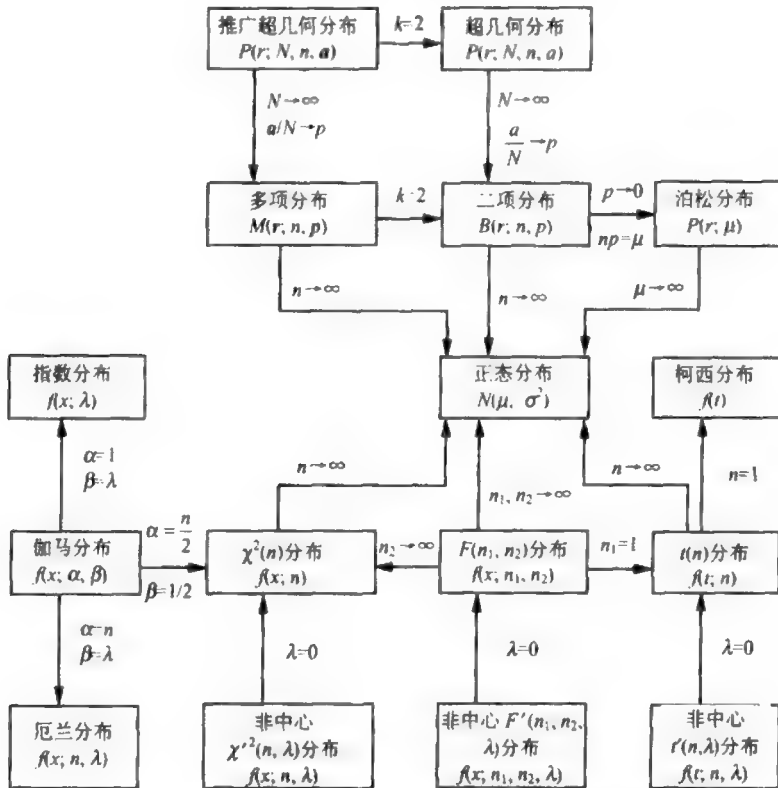 推广超几何分布
P(r; N, n, a)
k=2
超几何分布
P(r; N, n, a)
N→∞
a/N→p
N→∞
a/N→p
多项分布
M(r; n, p)
k=2
二项分布
B(r; n, p)
p→0
np=μ
泊松分布
P(r; μ)
n→∞
n→∞
μ→∞
指数分布
f(x; λ)
正态分布
N(μ, σ²)
柯西分布
f(t)
α=1
β=λ
n→∞
n₁, n₂→∞
n→∞
n=1
伽马分布
f(x; α, β)
α=n/2
β=1/2
χ²(n)分布
f(x; n)
n₂→∞
F(n₁, n₂)分布
f(x; n₁, n₂)
n₁=1
t(n)分布
f(t; n)
α=n
β=λ
λ=0
λ=0
λ=0
厄兰分布
f(x; n, λ)
非中心
χ′²(n, λ)分布
f(x; n, λ)
非中心 F′(n₁, n₂,
λ)分布
f(x; n₁, n₂, λ)
非中心
t′(n,λ)分布
f(t; n, λ)